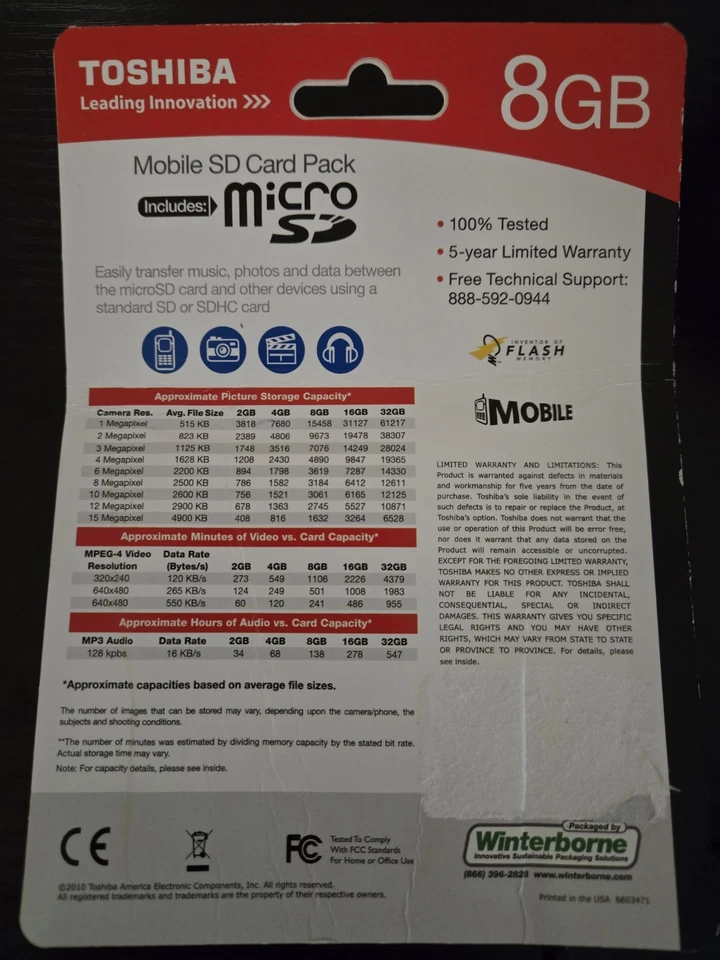 TOSHIBA
Leading Innovation >>>
8GB
Mobile SD Card Pack
Includes:
micro
SD
Easily transfer music, photos and data between
the microSD card and other devices using a
standard SD or SDHC card
• 100% Tested
• 5-year Limited Warranty
• Free Technical Support:
888-592-0944
INVENTOR OF
FLASH
MEMORY
MOBILE
Approximate Picture Storage Capacity*
Camera Res. Avg. File Size 2GB 4GB 8GB 16GB 32GB
1 Megapixel 515 KB 3818 7680 15458 31127 61217
2 Megapixel 823 KB 2389 4806 9673 19478 38307
3 Megapixel 1125 KB 1748 3516 7076 14249 28024
4 Megapixel 1628 KB 1208 2430 4890 9847 19365
6 Megapixel 2200 KB 894 1798 3619 7287 14330
8 Megapixel 2500 KB 786 1582 3184 6412 12611
10 Megapixel 2600 KB 756 1521 3061 6165 12125
12 Megapixel 2900 KB 678 1363 2745 5527 10871
15 Megapixel 4900 KB 408 816 1632 3264 6528
Approximate Minutes of Video vs. Card Capacity*
MPEG-4 Video Data Rate
Resolution (Bytes/s) 2GB 4GB 8GB 16GB 32GB
320x240 120 KB/s 273 549 1106 2226 4379
640x480 265 KB/s 124 249 501 1008 1983
640x480 550 KB/s 60 120 241 486 955
Approximate Hours of Audio vs. Card Capacity*
MP3 Audio Data Rate 2GB 4GB 8GB 16GB 32GB
128 kpbs 16 KB/s 34 68 138 278 547
*Approximate capacities based on average file sizes.
The number of images that can be stored may vary, depending upon the camera/phone, the
subjects and shooting conditions.
**The number of minutes was estimated by dividing memory capacity by the stated bit rate.
Actual storage time may vary.
Note: For capacity details, please see inside.
LIMITED WARRANTY AND LIMITATIONS: This
Product is warranted against defects in materials
and workmanship for five years from the date of
purchase. Toshiba's sole liability in the event of
such defects is to repair or replace the Product, at
Toshiba's option. Toshiba does not warrant that the
use or operation of this Product will be error free,
nor does it warrant that any data stored on the
Product will remain accessible or uncorrupted.
EXCEPT FOR THE FOREGOING LIMITED WARRANTY,
TOSHIBA MAKES NO OTHER EXPRESS OR IMPLIED
WARRANTY FOR THIS PRODUCT. TOSHIBA SHALL
NOT BE LIABLE FOR ANY INCIDENTAL,
CONSEQUENTIAL, SPECIAL OR INDIRECT
DAMAGES. THIS WARRANTY GIVES YOU SPECIFIC
LEGAL RIGHTS AND YOU MAY HAVE OTHER
RIGHTS, WHICH MAY VARY FROM STATE TO STATE
OR PROVINCE TO PROVINCE. For details, please
see inside.
CE
FC
Tested To Comply
With FCC Standards
For Home or Office Use
Packaged by
Winterborne
Innovative Sustainable Packaging Solutions
(866) 396-2828 www.winterborne.com
©2010 Toshiba America Electronic Components, Inc. All rights reserved.
All registered trademarks and trademarks are the property of their respective owners.
Printed in the USA 6603471